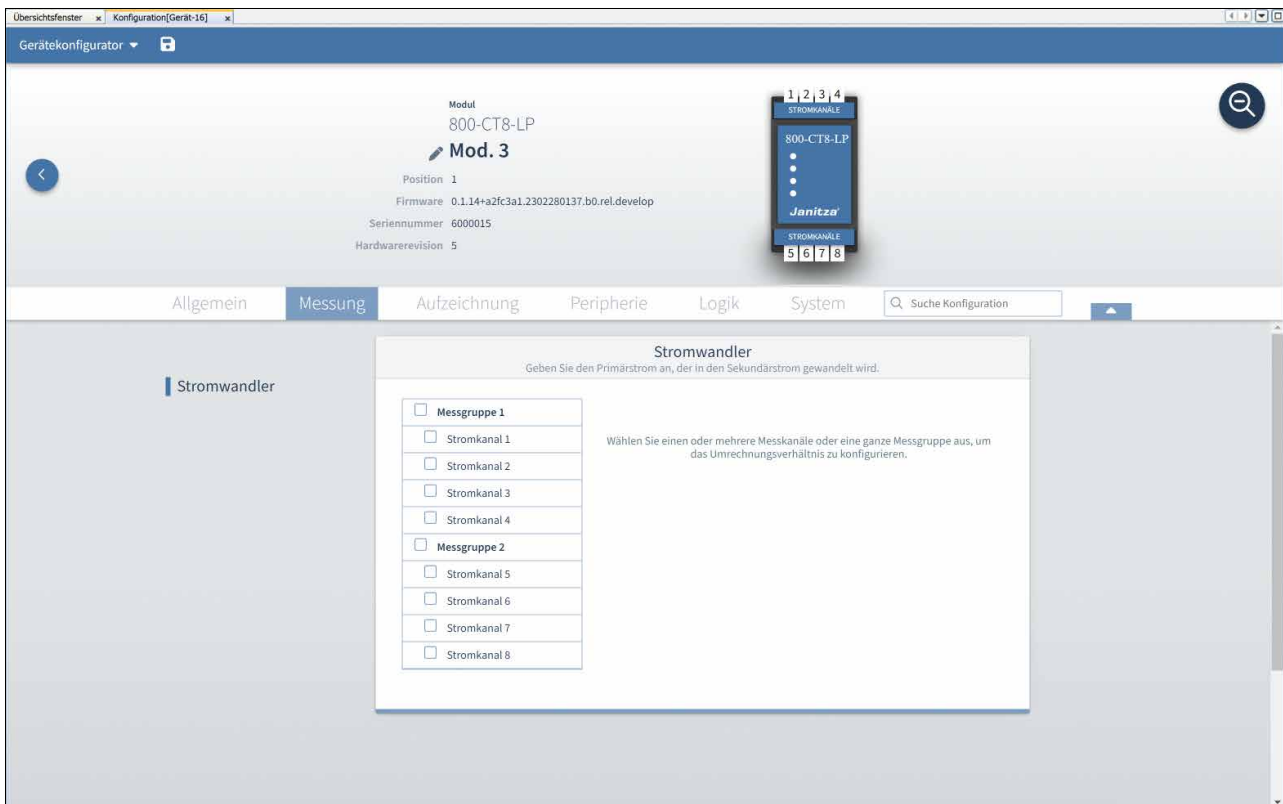 Übersichtsfenster x Konfiguration[Gerät-16] x
Gerätekonfigurator
Modul
800-CT8-LP
Mod. 3
Position 1
Firmware 0.1.14+a2fc3a1.2302280137.b0.rel.develop
Seriennummer 6000015
Hardwarerevision 5
1 2 3 4
STROMKANÄLE
800-CT8-LP
Janitza
STROMKANÄLE
5 6 7 8
Allgemein Messung Aufzeichnung Peripherie Logik System Suche Konfiguration
Stromwandler
Stromwandler
Geben Sie den Primärstrom an, der in den Sekundärstrom gewandelt wird.
Messgruppe 1
Stromkanal 1
Stromkanal 2
Stromkanal 3
Stromkanal 4
Messgruppe 2
Stromkanal 5
Stromkanal 6
Stromkanal 7
Stromkanal 8
Wählen Sie einen oder mehrere Messkanäle oder eine ganze Messgruppe aus, um
das Umrechnungsverhältnis zu konfigurieren.